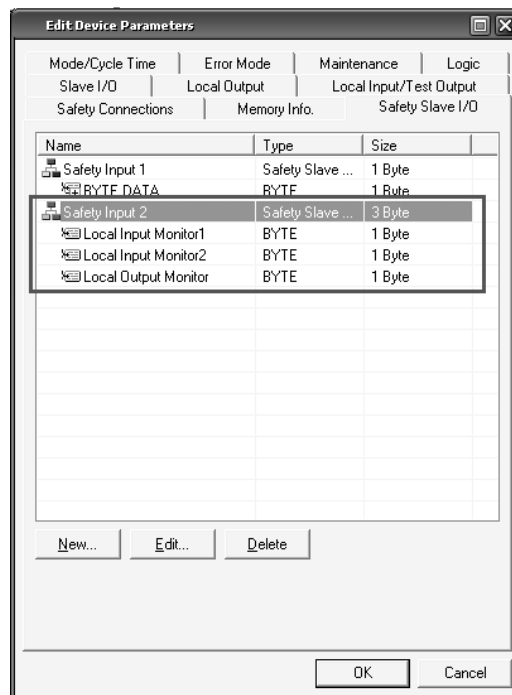 Edit Device Parameters
Mode/Cycle Time Error Mode Maintenance Logic
Slave I/O Local Output Local Input/Test Output
Safety Connections Memory Info. Safety Slave I/O
Name Type Size
Safety Input 1 Safety Slave ... 1 Byte
BYTE DATA BYTE 1 Byte
Safety Input 2 Safety Slave ... 3 Byte
Local Input Monitor1 BYTE 1 Byte
Local Input Monitor2 BYTE 1 Byte
Local Output Monitor BYTE 1 Byte
New... Edit... Delete
OK Cancel